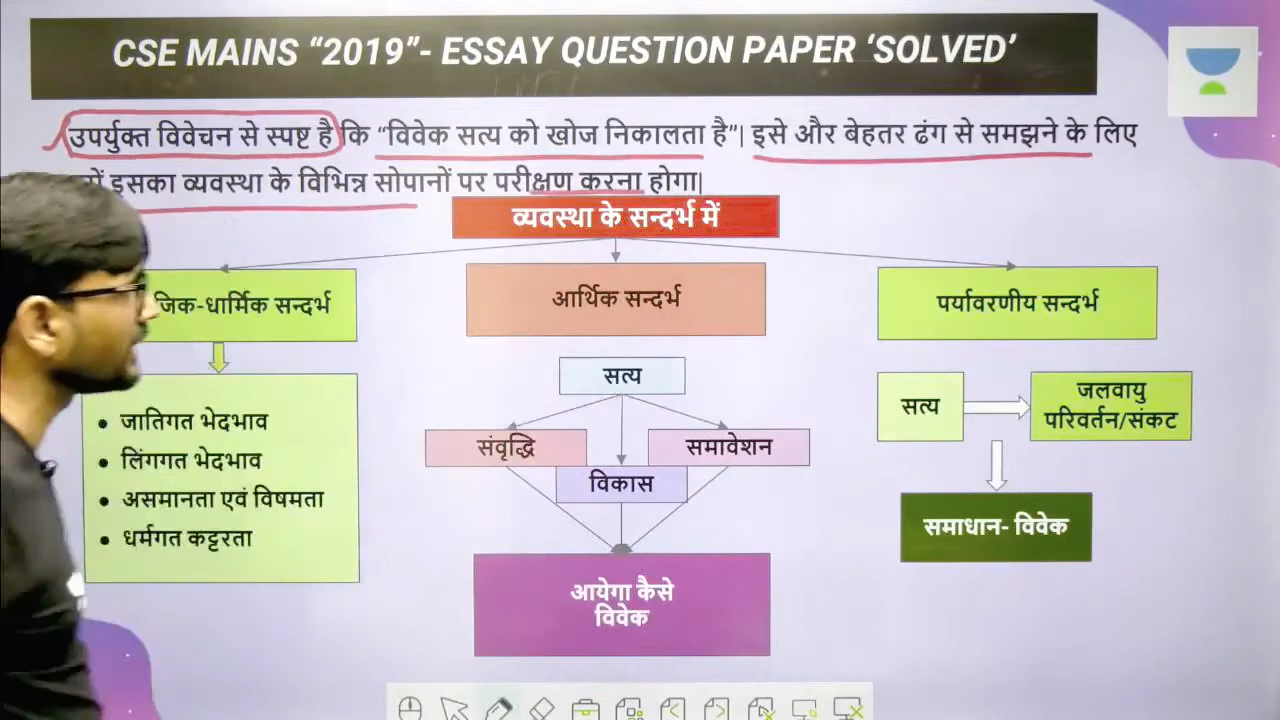 CSE MAINS “2019”- ESSAY QUESTION PAPER ‘SOLVED’
उपर्युक्त विवेचन से स्पष्ट है कि “विवेक सत्य को खोज निकालता है”| इसे और बेहतर ढंग से समझने के लिए
इसका व्यवस्था के विभिन्न सोपानों पर परीक्षण करना होगा|
व्यवस्था के सन्दर्भ में
जिक-धार्मिक सन्दर्भ
आर्थिक सन्दर्भ
पर्यावरणीय सन्दर्भ
• जातिगत भेदभाव
• लिंगगत भेदभाव
• असमानता एवं विषमता
• धर्मगत कट्टरता
सत्य
संवृद्धि
समावेशन
विकास
आयेगा कैसे
विवेक
सत्य
जलवायु
परिवर्तन/संकट
समाधान- विवेक